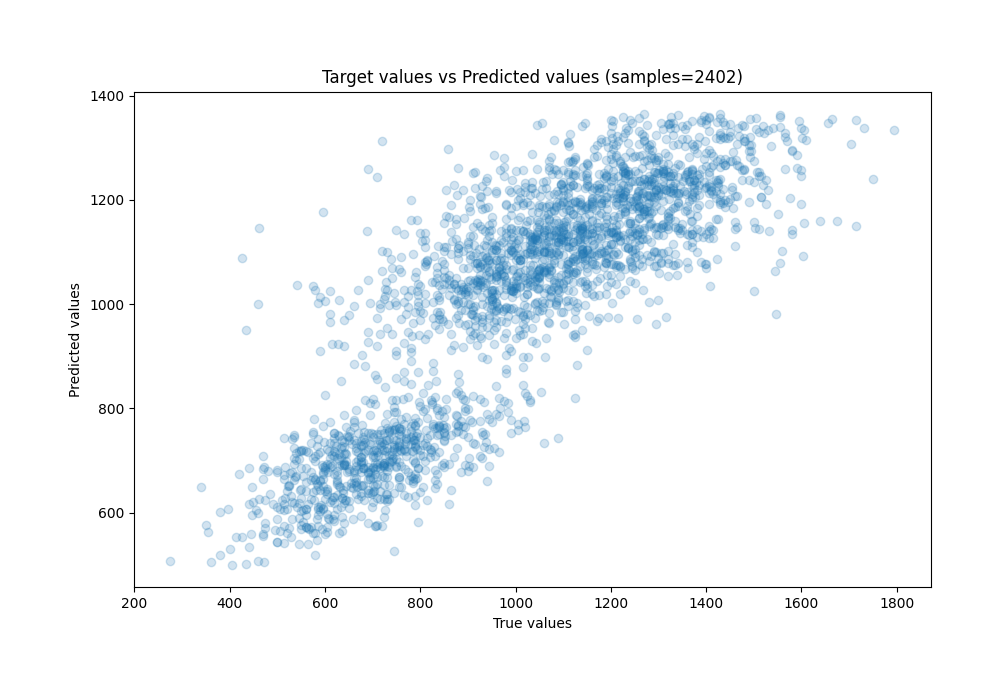 Target values vs Predicted values (samples=2402)
1400
1200
1000
800
600
Predicted values
200 400 600 800 1000 1200 1400 1600 1800
True values